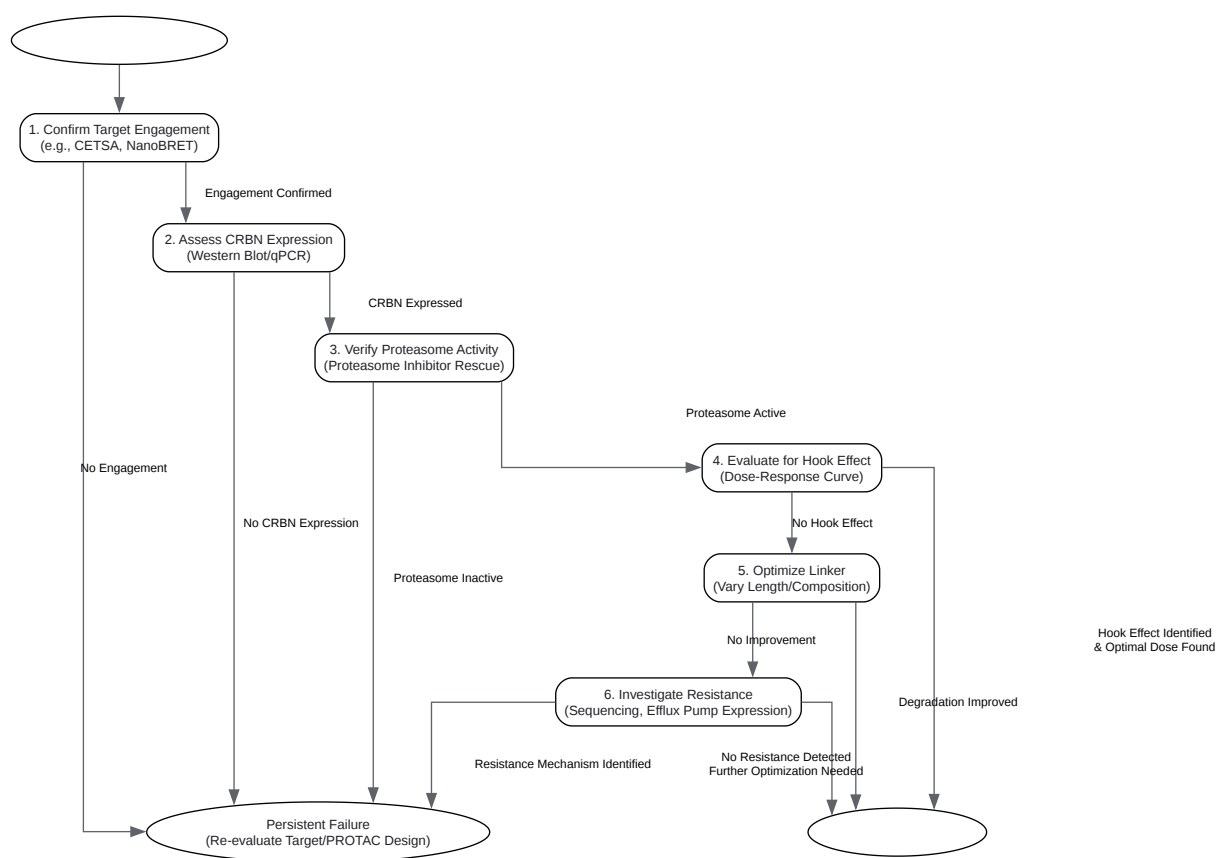 1. Confirm Target Engagement
(e.g., CETSA, NanoBRET)
Engagement Confirmed
2. Assess CRBN Expression
(Western Blot/qPCR)
CRBN Expressed
3. Verify Proteasome Activity
(Proteasome Inhibitor Rescue)
Proteasome Active
4. Evaluate for Hook Effect
(Dose-Response Curve)
No Engagement
No CRBN Expression
No Hook Effect
Proteasome Inactive
5. Optimize Linker
(Vary Length/Composition)
No Improvement
Hook Effect Identified
& Optimal Dose Found
6. Investigate Resistance
(Sequencing, Efflux Pump Expression)
Degradation Improved
Resistance Mechanism Identified
No Resistance Detected
Further Optimization Needed
Persistent Failure
(Re-evaluate Target/PROTAC Design)